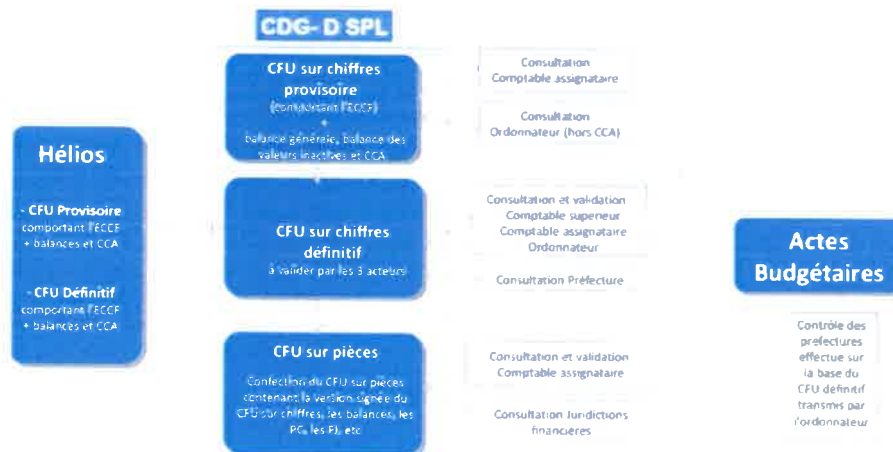 CDG- D SPL
Hélios
- CFU Provisoire
comportant l'ECCF
+ balances et CCA
- CFU Définitif
comportant l'ECCF
+ balances et CCA
CFU sur chiffres
provisoire
(comportant l'ECCF)
+
balance générale, balance des
valeurs inactives et CCA
Consultation
Comptable assignataire
Consultation
Ordonnateur (hors CCA)
CFU sur chiffres
définitif
à valider par les 3 acteurs
Consultation et validation
Comptable superieur
Comptable assignataire
Ordonnateur
Consultation Préfecture
CFU sur pièces
Confection du CFU sur pièces
contenant la version signée du
CFU sur chiffres, les balances, les
PC, les PJ, etc
Consultation et validation
Comptable assignataire
Consultation Juridictions
financières
Actes
Budgétaires
Contrôle des
préfectures
effectue sur
la base du
CFU définitif
transmis par
l'ordonnateur